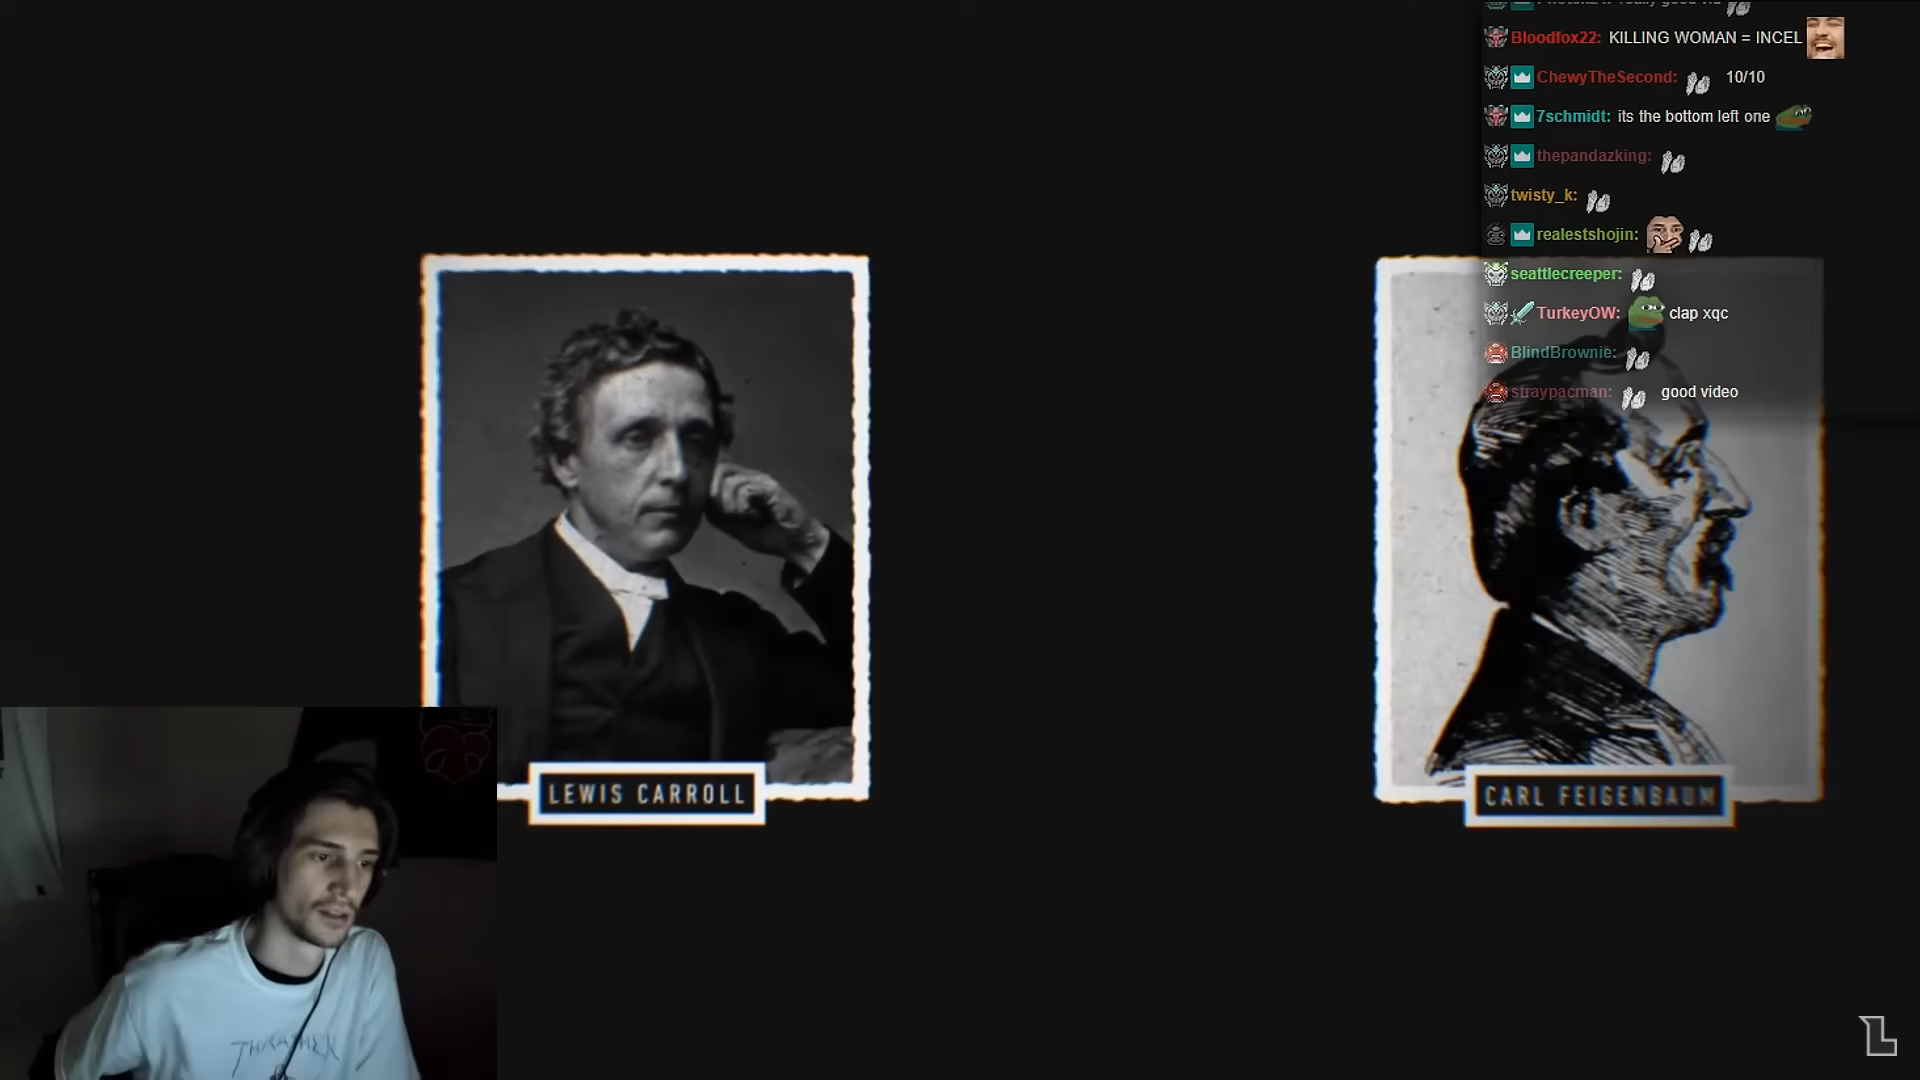 Bloodfox22: KILLING WOMAN = INCEL
ChewyTheSecond: 10/10
7schmidt: its the bottom left one
thepandazking:
twisty_k:
realestshojin:
seattlecreeper:
TurkeyOW: clap xqc
BlindBrownie:
straypacman: good video
LEWIS CARROLL
CARL FEIGENBAUM
THRASHER
L